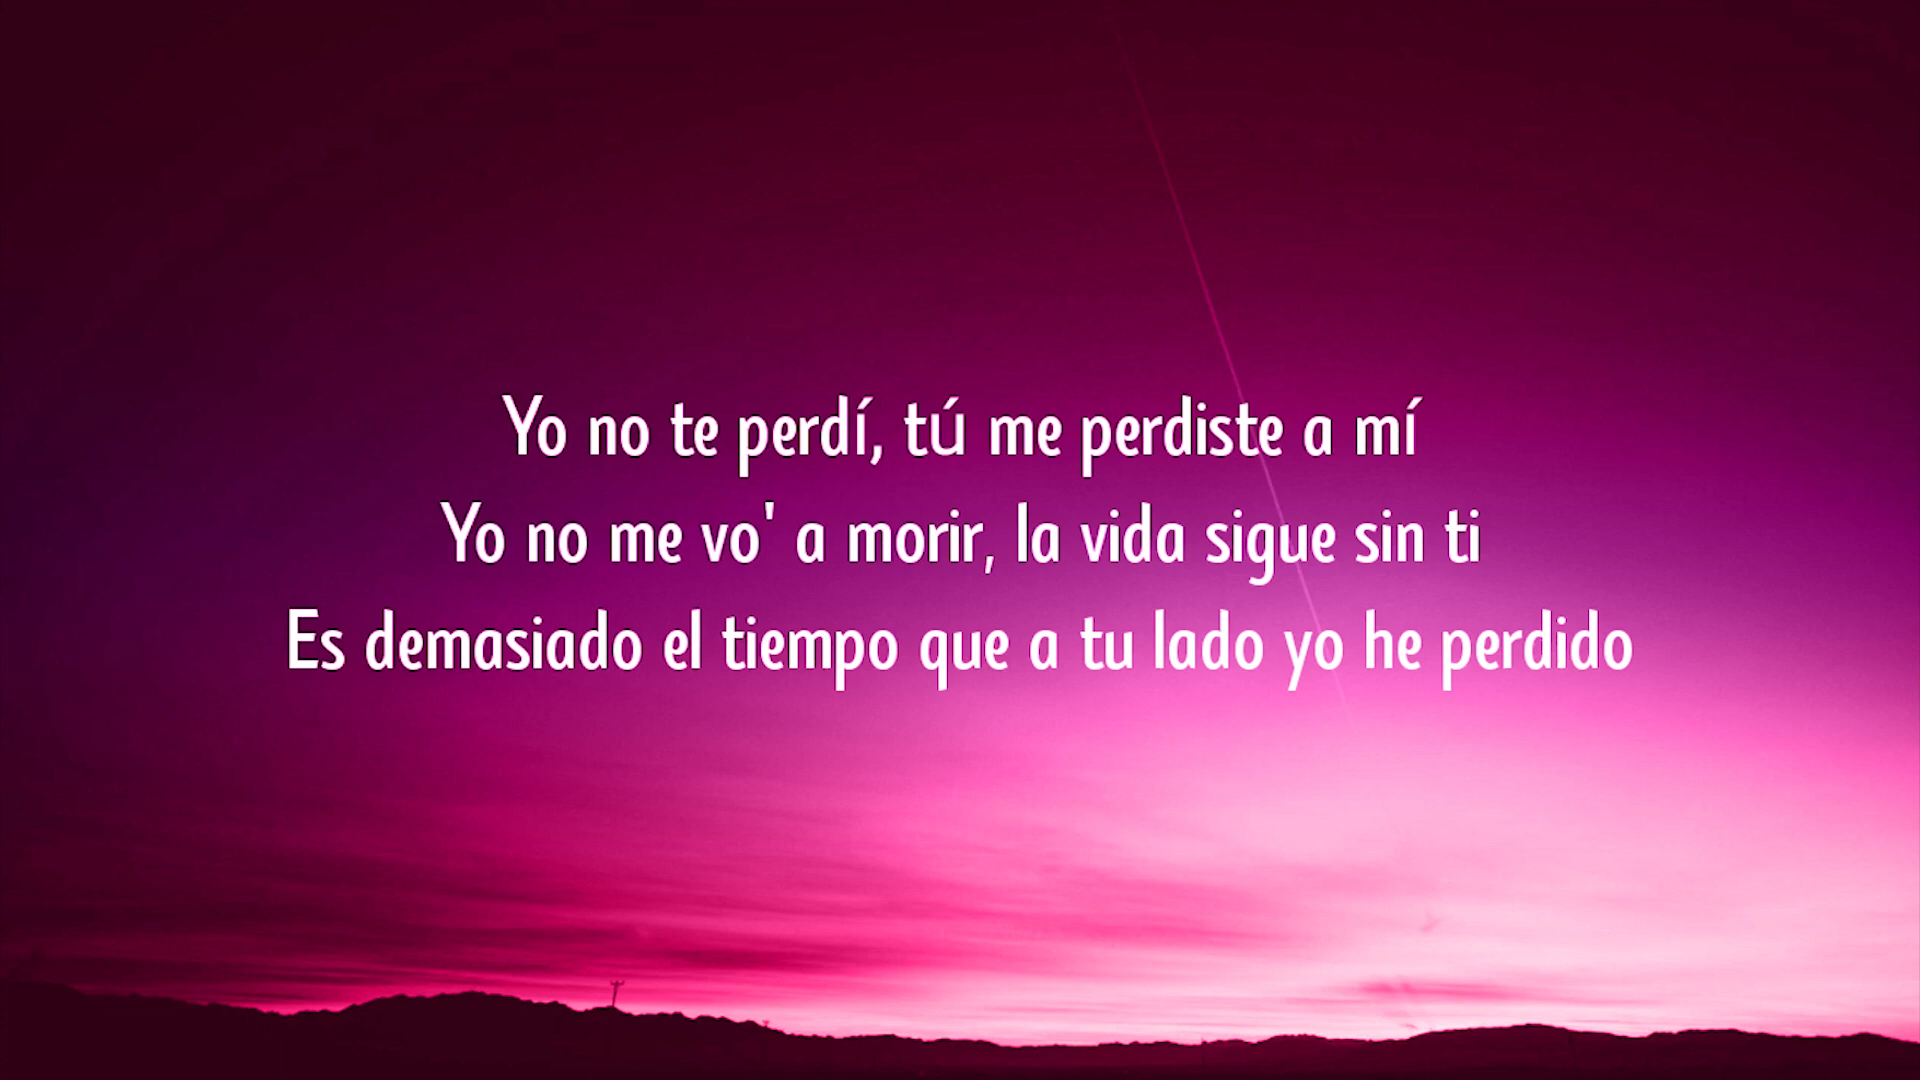 Yo no te perdí, tú me perdiste a mí
Yo no me vo' a morir, la vida sigue sin ti
Es demasiado el tiempo que a tu lado yo he perdido